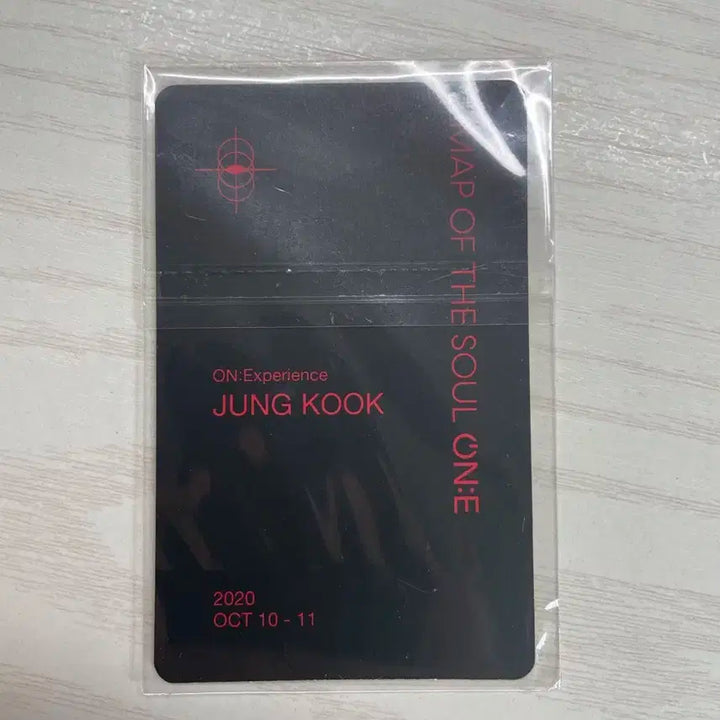 MAP OF THE SOUL ON:E
ON:Experience
JUNG KOOK
2020
OCT 10 - 11